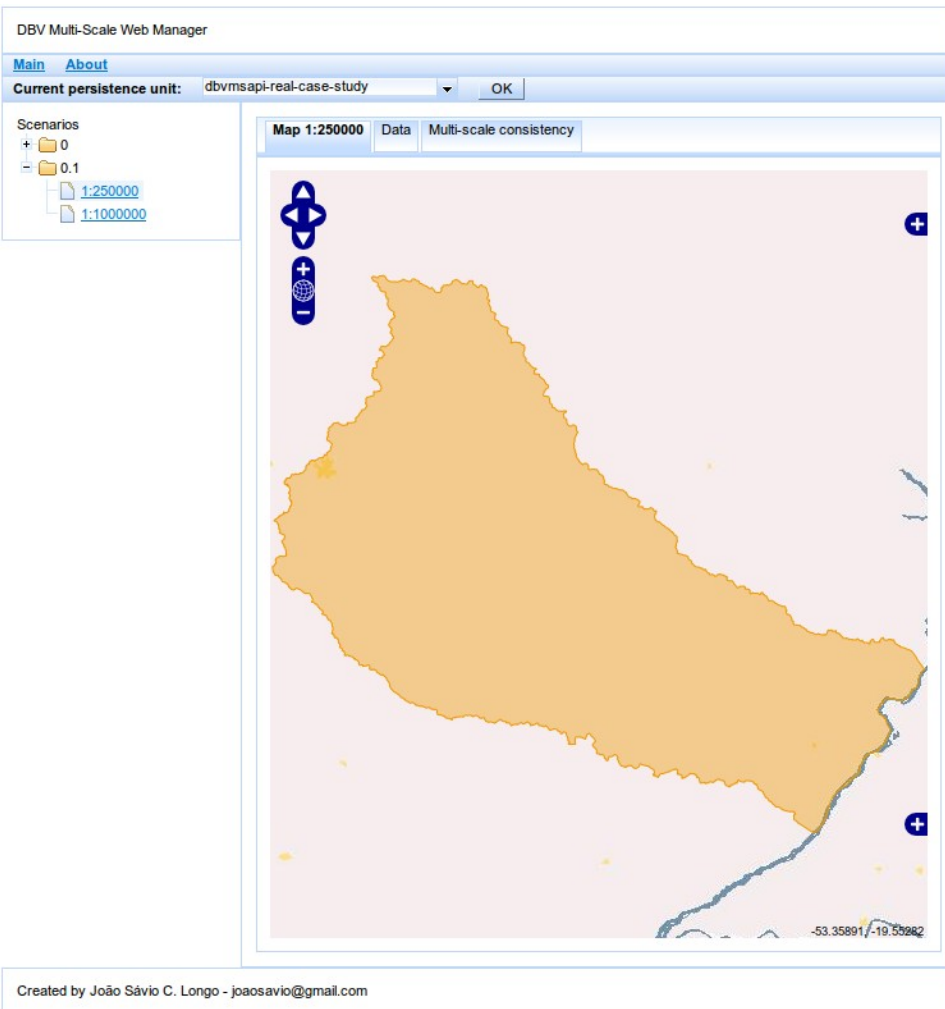 DBV Multi-Scale Web Manager
Main About
Current persistence unit: dbvmsapi-real-case-study OK
Scenarios
0
0.1
1:250000
1:1000000
Map 1:250000 Data Multi-scale consistency
-53.35891, -19.55282
Created by João Sávio C. Longo - joaosavio@gmail.com